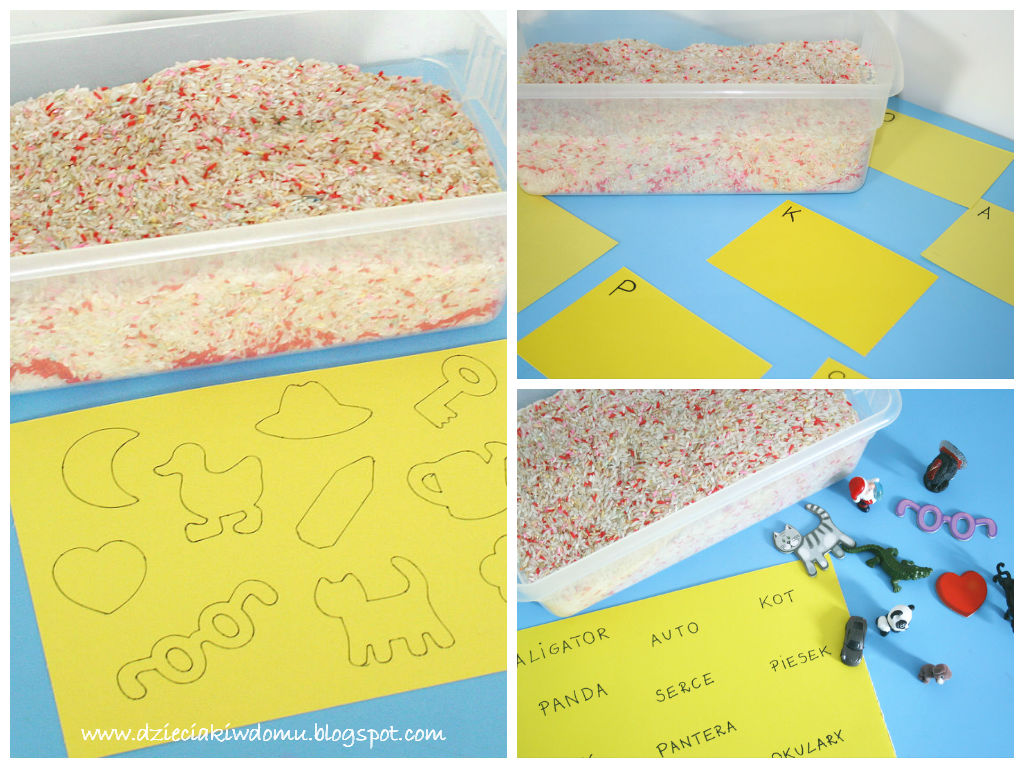 www.dzieciakiwdomu.blogspot.com
K
A
P
ALIGATOR
AUTO
KOT
PANDA
SERCE
PIESEK
PANTERA
OKULARY